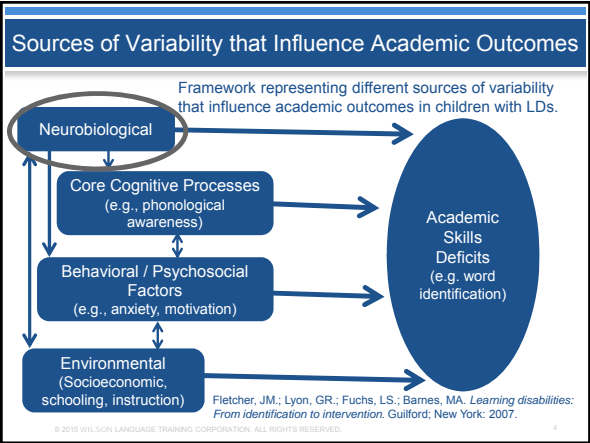 Sources of Variability that Influence Academic Outcomes
Framework representing different sources of variability
that influence academic outcomes in children with LDs.
Neurobiological
Core Cognitive Processes
(e.g., phonological
awareness)
Behavioral / Psychosocial
Factors
(e.g., anxiety, motivation)
Environmental
(Socioeconomic,
schooling, instruction)
Academic
Skills
Deficits
(e.g. word
identification)
Fletcher, JM.; Lyon, GR.; Fuchs, LS.; Barnes, MA. Learning disabilities:
From identification to intervention. Guilford; New York: 2007.
© 2015 WILSON LANGUAGE TRAINING CORPORATION. ALL RIGHTS RESERVED.
4